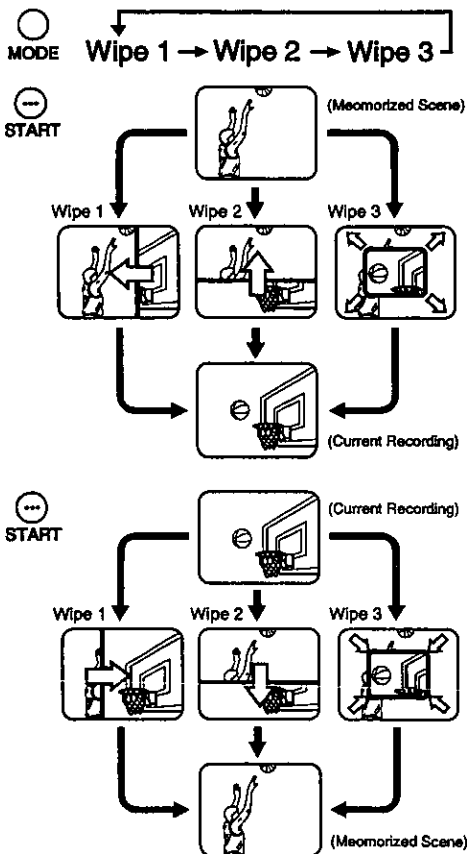 MODE
Wipe 1 → Wipe 2 → Wipe 3
START
(Meomorized Scene)
Wipe 1 Wipe 2 Wipe 3
(Current Recording)
START
(Current Recording)
Wipe 1 Wipe 2 Wipe 3
(Meomorized Scene)